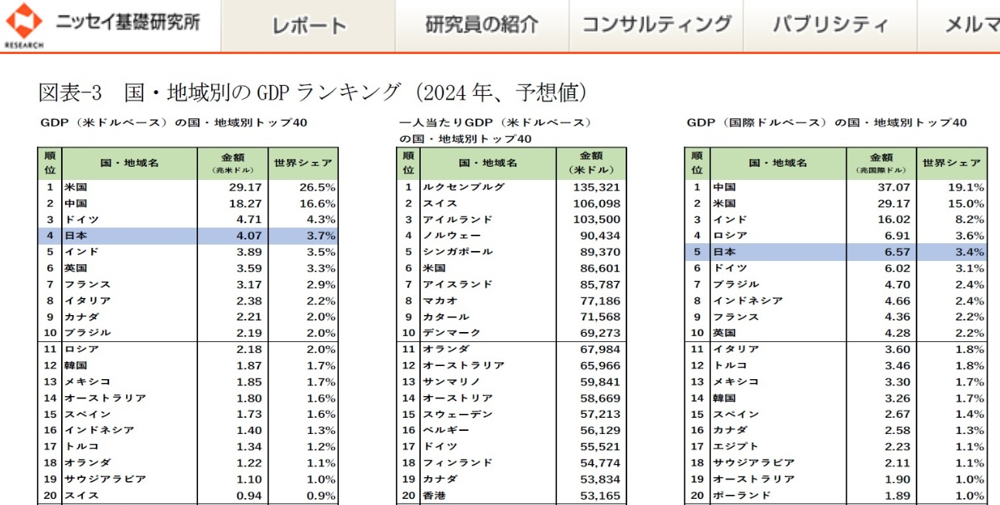 ニッセイ基礎研究所
RESEARCH
レポート
研究員の紹介
コンサルティング
パブリシティ
メルマ
図表-3 国・地域別の GDP ランキング（2024 年、予想値）
GDP（米ドルベース）の国・地域別トップ40
順位 国・地域名 金額（兆米ドル） 世界シェア
1 米国 29.17 26.5%
2 中国 18.27 16.6%
3 ドイツ 4.71 4.3%
4 日本 4.07 3.7%
5 インド 3.89 3.5%
6 英国 3.59 3.3%
7 フランス 3.17 2.9%
8 イタリア 2.38 2.2%
9 カナダ 2.21 2.0%
10 ブラジル 2.19 2.0%
11 ロシア 2.18 2.0%
12 韓国 1.87 1.7%
13 メキシコ 1.85 1.7%
14 オーストラリア 1.80 1.6%
15 スペイン 1.73 1.6%
16 インドネシア 1.40 1.3%
17 トルコ 1.34 1.2%
18 オランダ 1.22 1.1%
19 サウジアラビア 1.10 1.0%
20 スイス 0.94 0.9%
一人当たりGDP（米ドルベース）
の国・地域別トップ40
順位 国・地域名 金額（米ドル）
1 ルクセンブルグ 135,321
2 スイス 106,098
3 アイルランド 103,500
4 ノルウェー 90,434
5 シンガポール 89,370
6 米国 86,601
7 アイスランド 85,787
8 マカオ 77,186
9 カタール 71,568
10 デンマーク 69,273
11 オランダ 67,984
12 オーストラリア 65,966
13 サンマリノ 59,841
14 オーストリア 58,669
15 スウェーデン 57,213
16 ベルギー 56,129
17 ドイツ 55,521
18 フィンランド 54,774
19 カナダ 53,834
20 香港 53,165
GDP（国際ドルベース）の国・地域別トップ40
順位 国・地域名 金額（兆国際ドル） 世界シェア
1 中国 37.07 19.1%
2 米国 29.17 15.0%
3 インド 16.02 8.2%
4 ロシア 6.91 3.6%
5 日本 6.57 3.4%
6 ドイツ 6.02 3.1%
7 ブラジル 4.70 2.4%
8 インドネシア 4.66 2.4%
9 フランス 4.36 2.2%
10 英国 4.28 2.2%
11 イタリア 3.60 1.8%
12 トルコ 3.46 1.8%
13 メキシコ 3.30 1.7%
14 韓国 3.26 1.7%
15 スペイン 2.67 1.4%
16 カナダ 2.58 1.3%
17 エジプト 2.23 1.1%
18 サウジアラビア 2.11 1.1%
19 オーストラリア 1.90 1.0%
20 ポーランド 1.89 1.0%